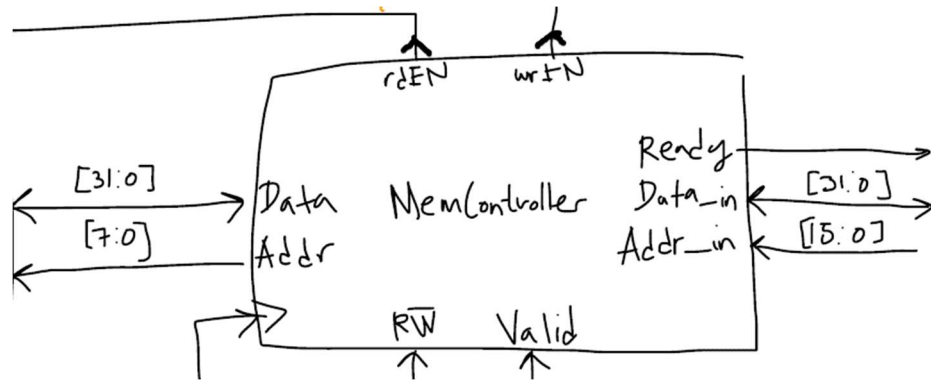 rdEN wrEN
Ready
[31:0] Data MemController Data_in [31:0]
[7:0] Addr Addr_in [15:0]
RW̅ Valid